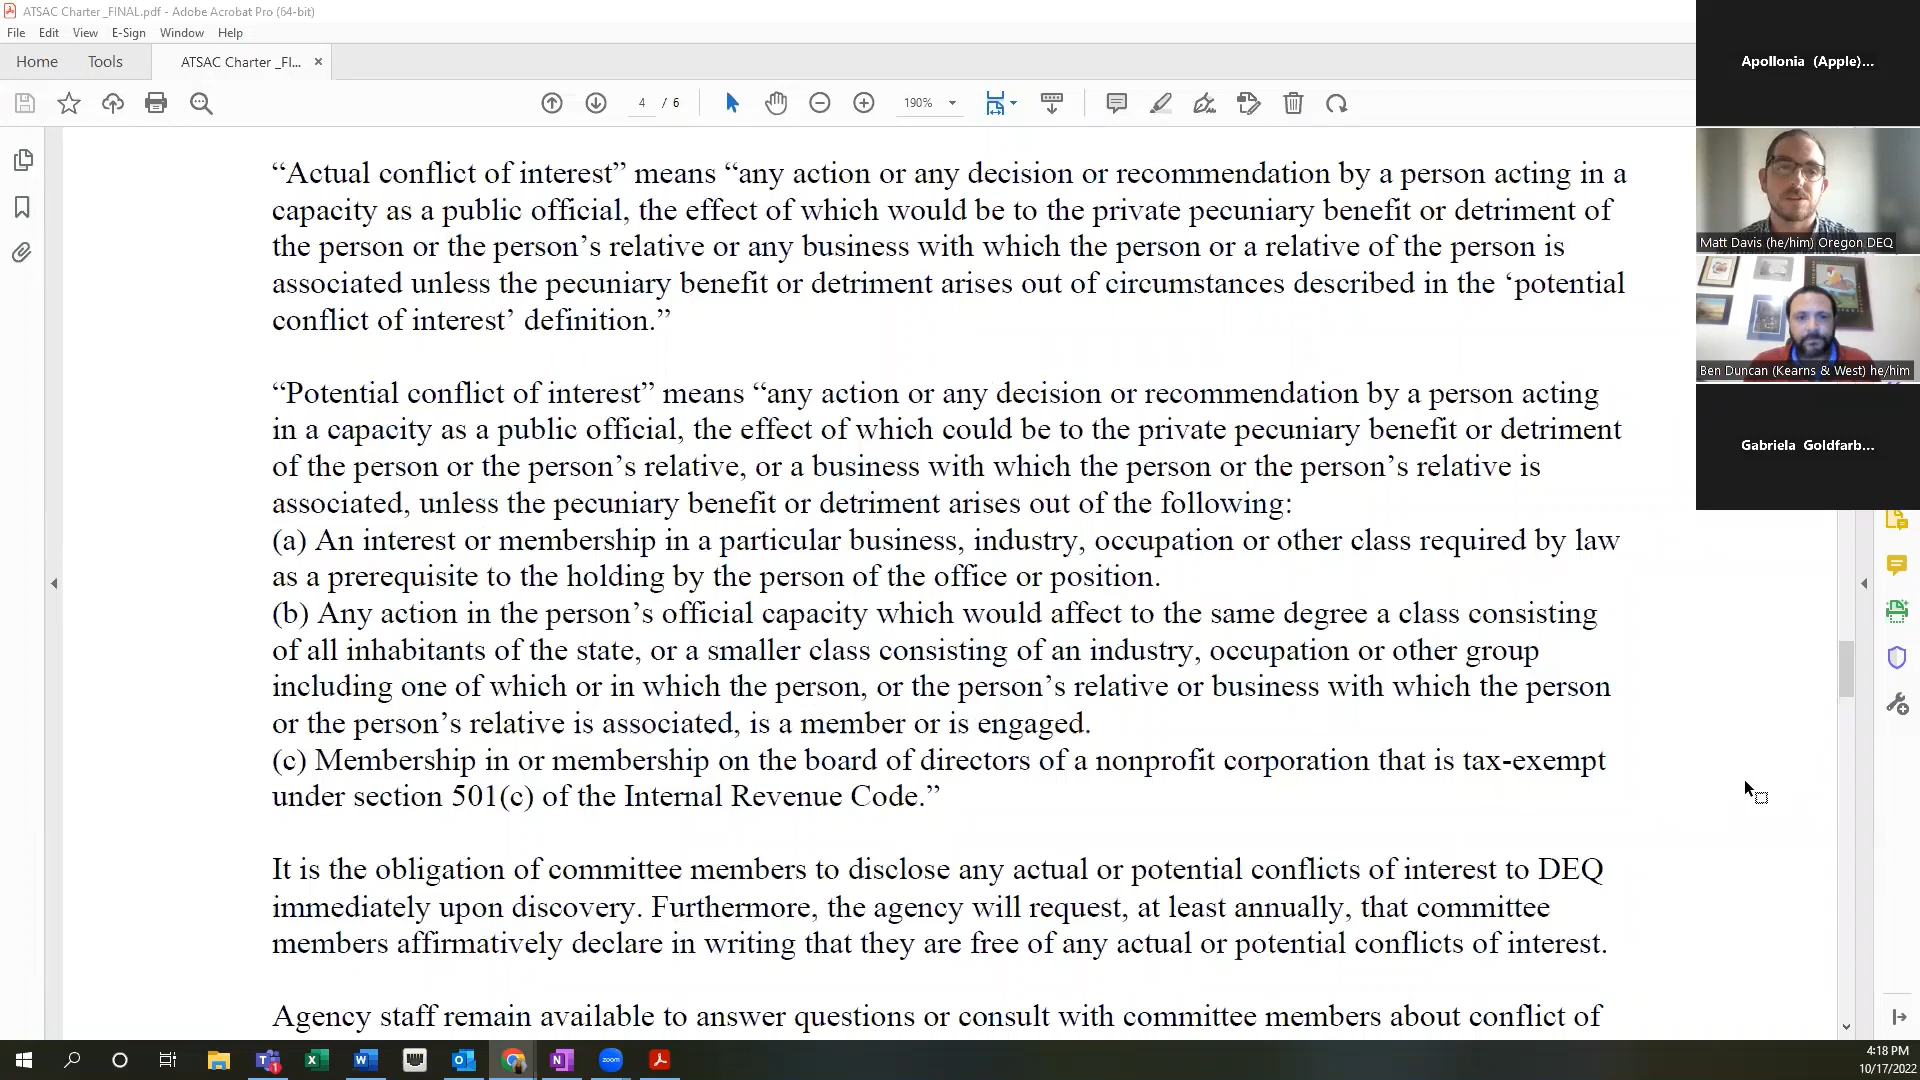 ATSAC Charter _FINAL.pdf - Adobe Acrobat Pro (64-bit)
File Edit View E-Sign Window Help
Home Tools ATSAC Charter _FI... ×
4 / 6 190%
“Actual conflict of interest” means “any action or any decision or recommendation by a person acting in a
capacity as a public official, the effect of which would be to the private pecuniary benefit or detriment of
the person or the person’s relative or any business with which the person or a relative of the person is
associated unless the pecuniary benefit or detriment arises out of circumstances described in the ‘potential
conflict of interest’ definition.”
“Potential conflict of interest” means “any action or any decision or recommendation by a person acting
in a capacity as a public official, the effect of which could be to the private pecuniary benefit or detriment
of the person or the person’s relative, or a business with which the person or the person’s relative is
associated, unless the pecuniary benefit or detriment arises out of the following:
(a) An interest or membership in a particular business, industry, occupation or other class required by law
as a prerequisite to the holding by the person of the office or position.
(b) Any action in the person’s official capacity which would affect to the same degree a class consisting
of all inhabitants of the state, or a smaller class consisting of an industry, occupation or other group
including one of which or in which the person, or the person’s relative or business with which the person
or the person’s relative is associated, is a member or is engaged.
(c) Membership in or membership on the board of directors of a nonprofit corporation that is tax-exempt
under section 501(c) of the Internal Revenue Code.”
It is the obligation of committee members to disclose any actual or potential conflicts of interest to DEQ
immediately upon discovery. Furthermore, the agency will request, at least annually, that committee
members affirmatively declare in writing that they are free of any actual or potential conflicts of interest.
Agency staff remain available to answer questions or consult with committee members about conflict of
Apollonia (Apple)...
Matt Davis (he/him) Oregon DEQ
Ben Duncan (Kearns & West) he/him
Gabriela Goldfarb...
zoom
4:18 PM
10/17/2022